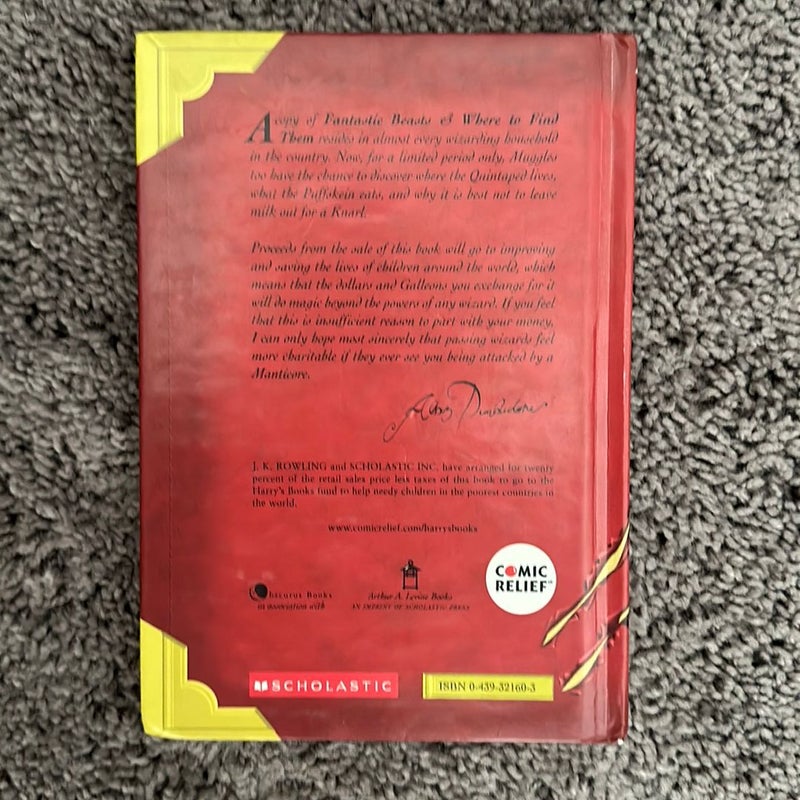 A copy of Fantastic Beasts & Where to Find
Them resides in almost every wizarding household
in the country. Now, for a limited period only, Muggles
too have the chance to discover where the Quintaped lives,
what the Puffskein eats, and why it is best not to leave
milk out for a Knarl.
Proceeds from the sale of this book will go to improving
and saving the lives of children around the world, which
means that the dollars and Galleons you exchange for it
will do magic beyond the powers of any wizard. If you feel
that this is insufficient reason to part with your money,
I can only hope most sincerely that passing wizards feel
more charitable if they ever see you being attacked by a
Manticore.
Albus Dumbledore
J. K. ROWLING and SCHOLASTIC INC. have arranged for twenty
percent of the retail sales price less taxes of this book to go to the
Harry's Books fund to help needy children in the poorest countries in
the world.
www.comicrelief.com/harrysbooks
Obscurus Books
in association with
Arthur A. Levine Books
AN IMPRINT OF SCHOLASTIC PRESS
COMIC
RELIEF
SCHOLASTIC
ISBN 0-439-32160-3